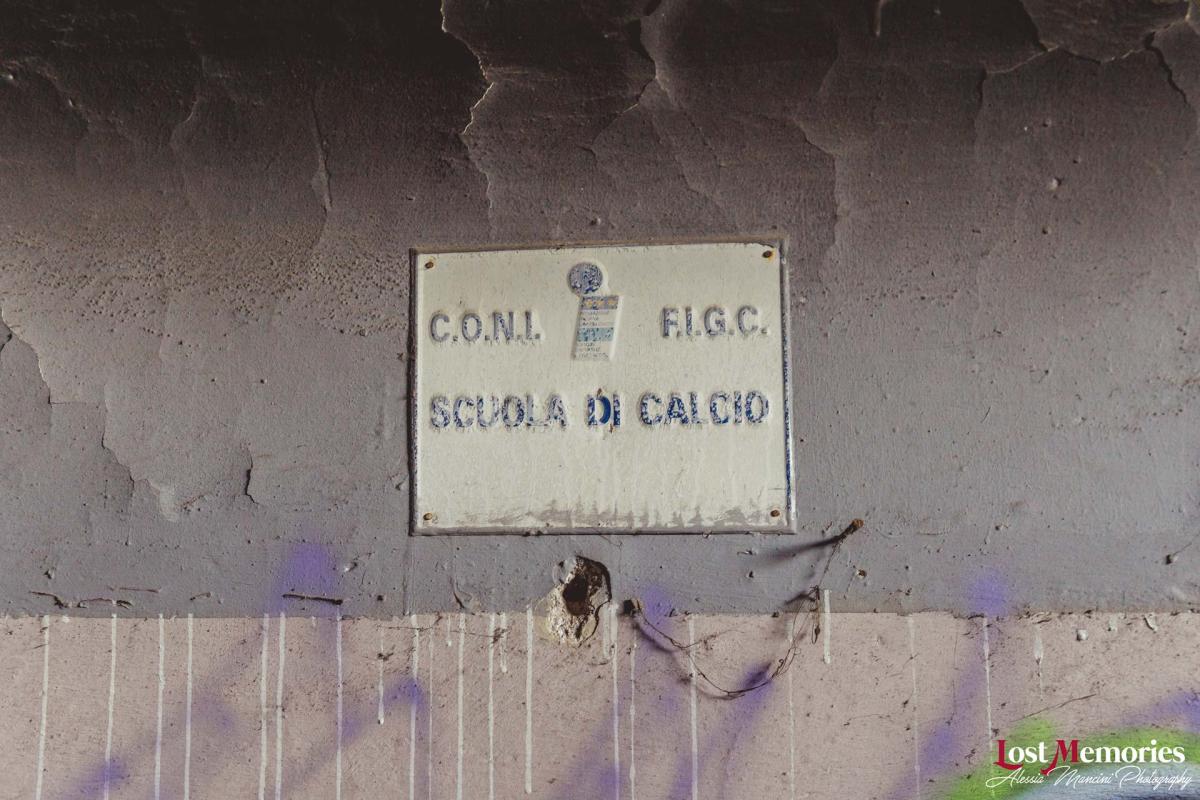 C.O.N.I. F.I.G.C.
SCUOLA DI CALCIO
Lost Memories
Alessia Mancini Photography